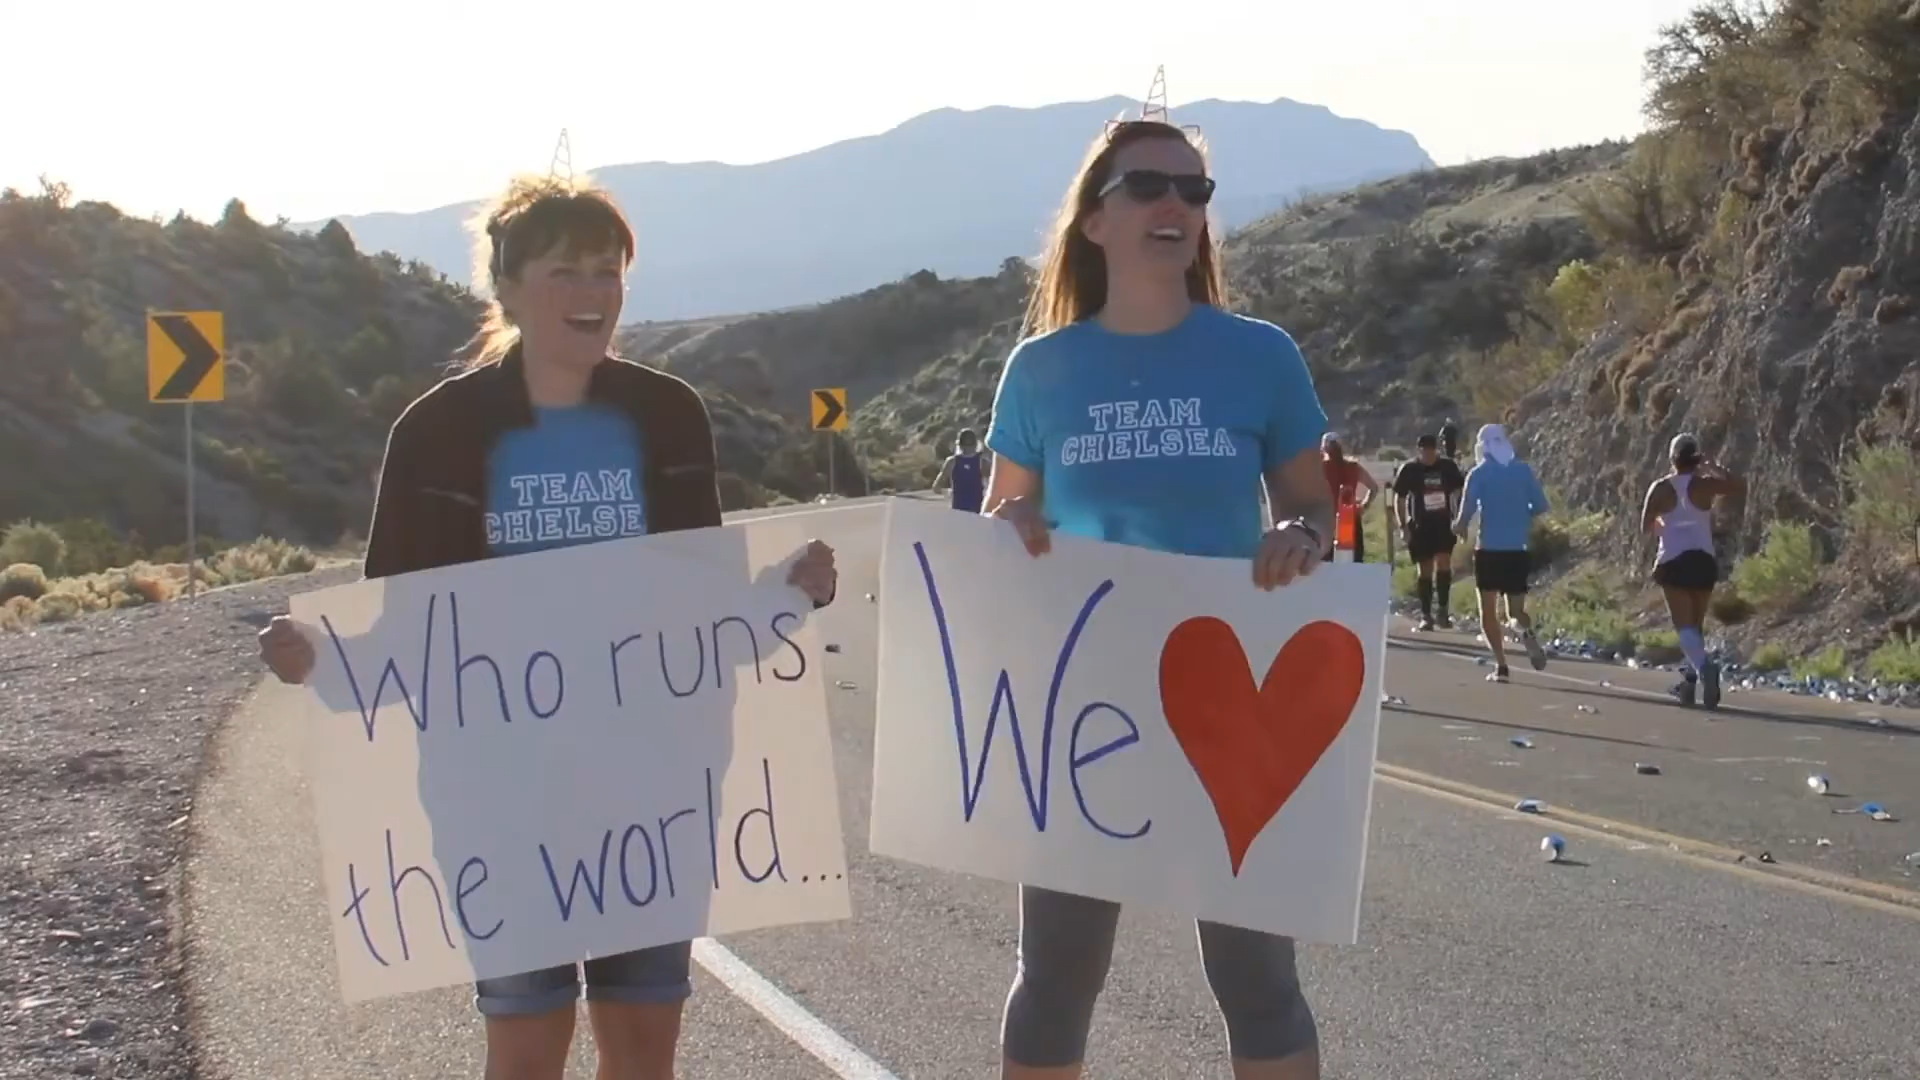 TEAM
CHELSE
TEAM
CHELSEA
Who runs
the world...
We